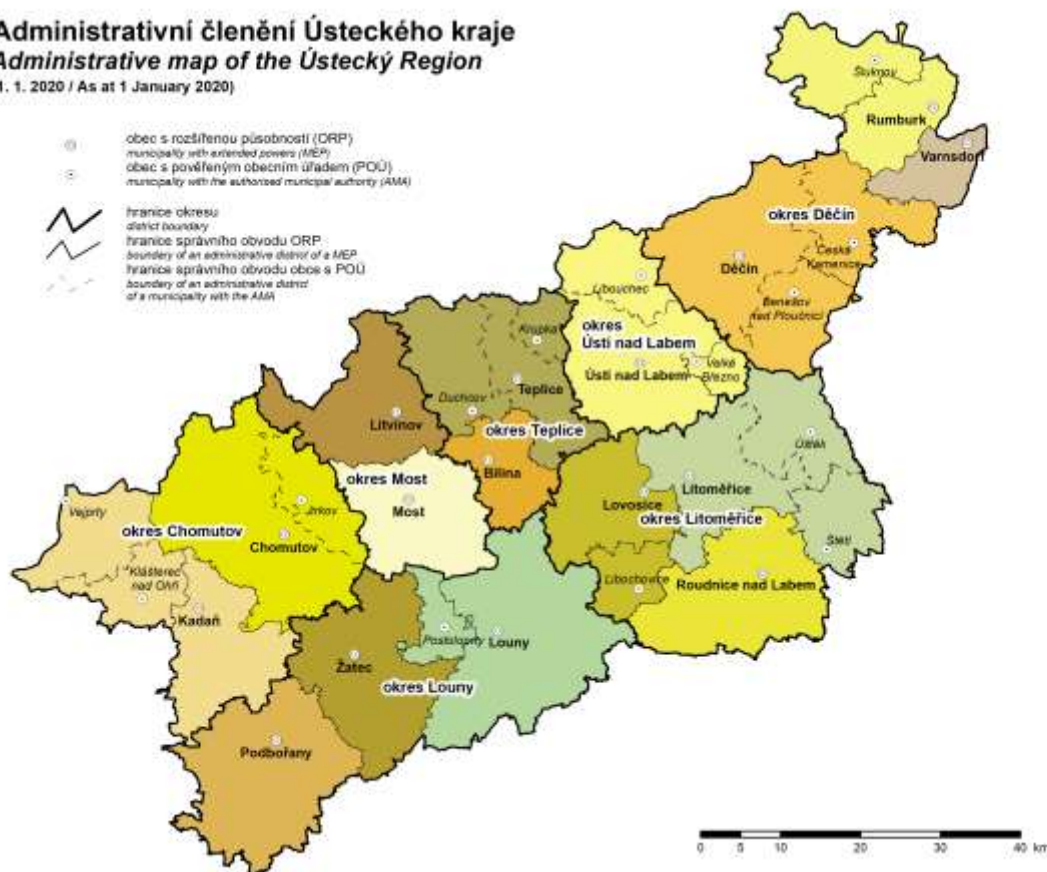 Administrativní členění Ústeckého kraje
Administrative map of the Ústecký Region
1. 1. 2020 / As at 1 January 2020)
obec s rozšířenou působností (ORP)
municipality with extended powers (MEP)
obec s pověřeným obecním úřadem (POÚ)
municipality with the authorised municipal authority (AMA)
hranice okresu
district boundary
hranice správního obvodu ORP
boundary of an administrative district of a MEP
hranice správního obvodu obce s POÚ
boundary of an administrative district
of a municipality with the AMA
Šluknov
Rumburk
Varnsdorf
okres Děčín
Česká
Kamenice
Děčín
Benešov
nad Ploučnicí
Libouchec
okres
Ústí nad Labem
Velké
Březno
Ústí nad Labem
Krupka
Teplice
Duchcov
okres Teplice
Litvínov
Bílina
okres Most
Most
Úštěk
Litoměřice
Lovosice
okres Litoměřice
Štětí
Libochovice
Roudnice nad Labem
Vejprty
okres Chomutov
Jirkov
Chomutov
Klášterec
nad Ohří
Kadaň
Postoloprty
Louny
Žatec
okres Louny
Podbořany
0 5 10 20 30 40 km